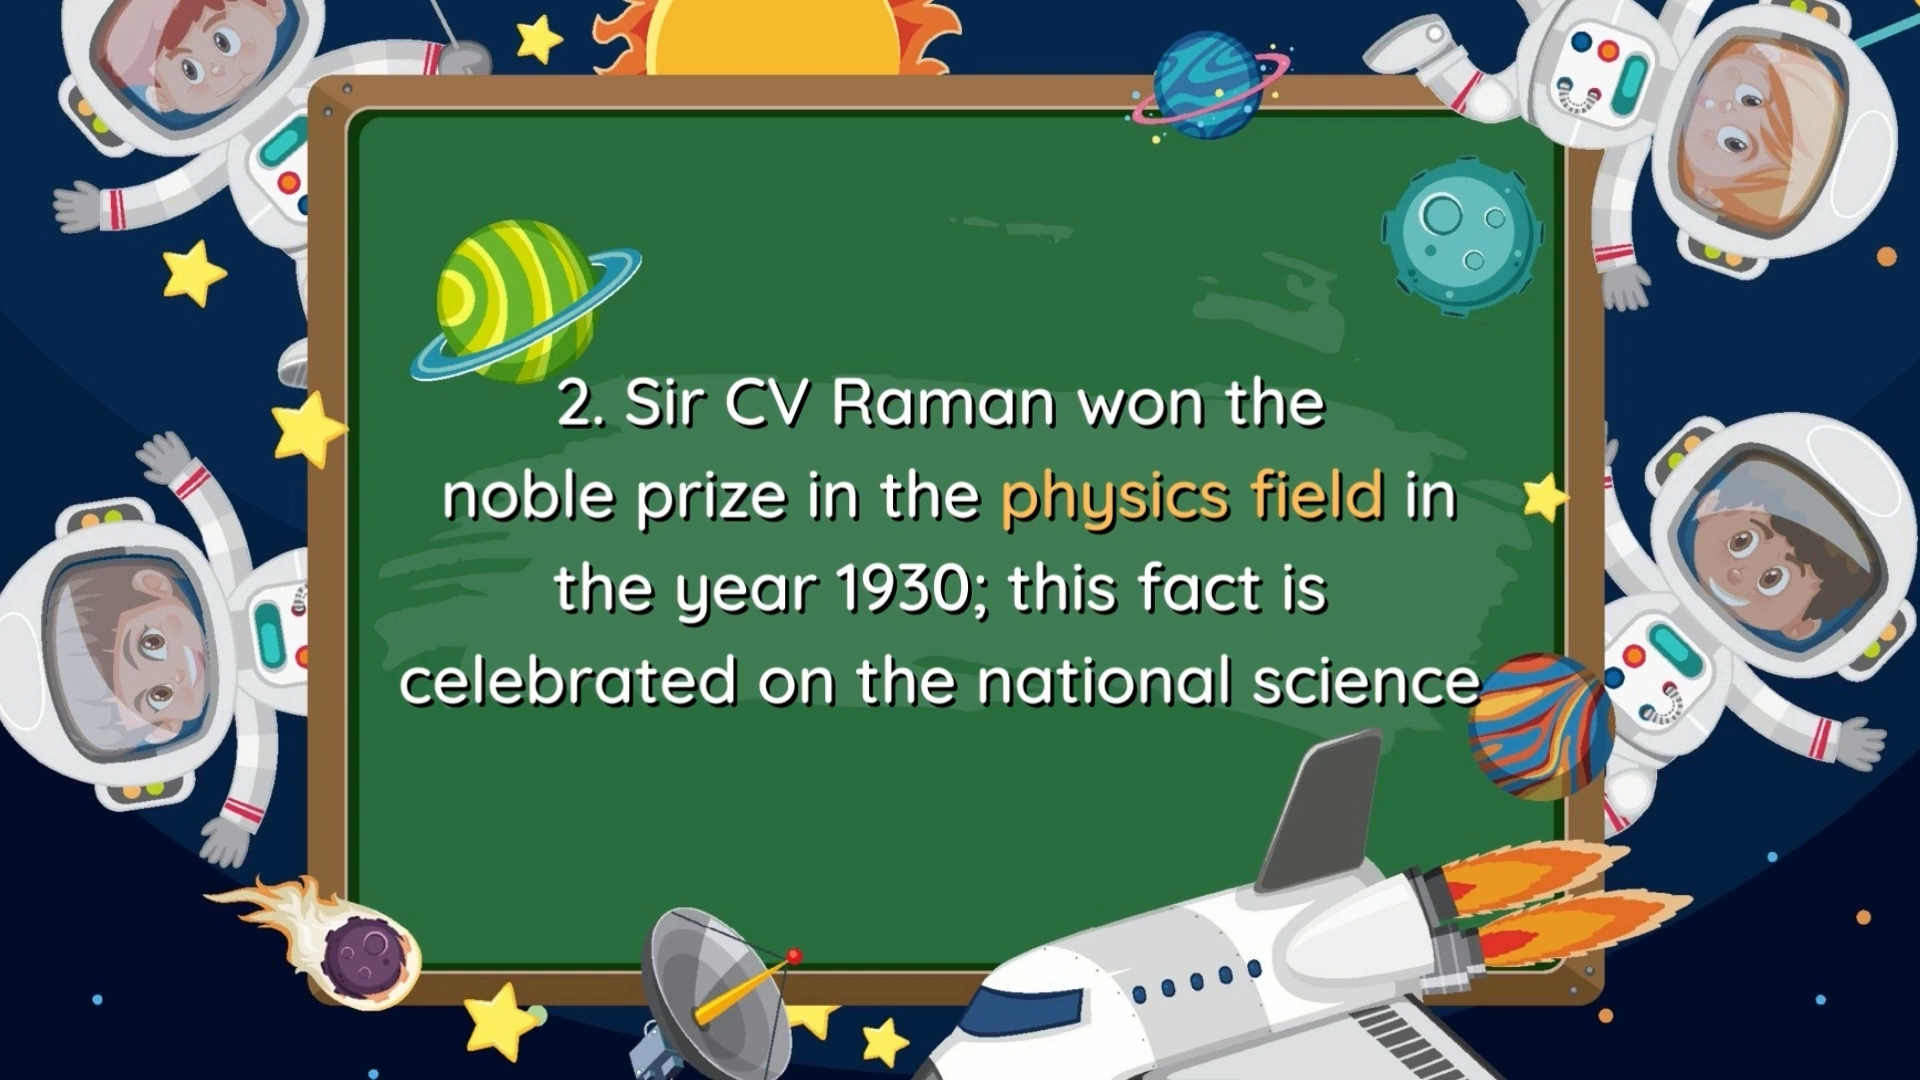 2. Sir CV Raman won the
noble prize in the physics field in
the year 1930; this fact is
celebrated on the national science